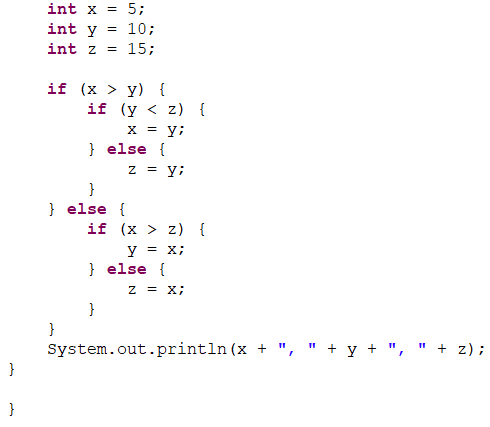 int x = 5;
int y = 10;
int z = 15;
if (x > y) {
if (y < z) {
x = y;
} else {
z = y;
}
} else {
if (x > z) {
y = x;
} else {
z = x;
}
}
System.out.println(x + ", " + y + ", " + z);
}
}